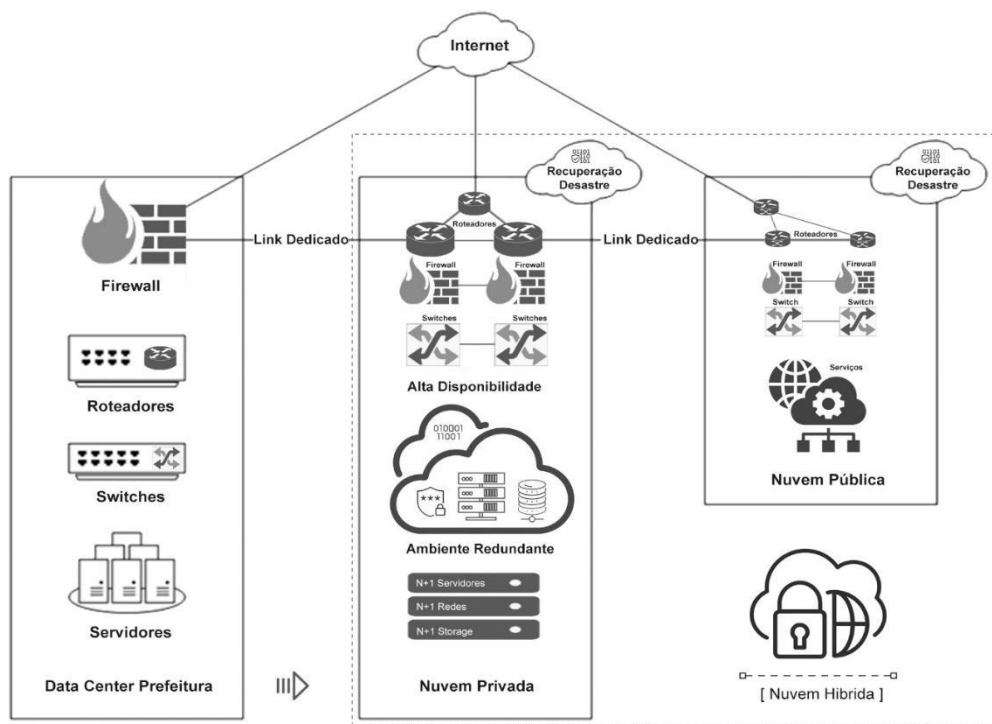 Internet
Recuperação
Desastre
Recuperação
Desastre
Roteadores
Roteadores
Link Dedicado
Link Dedicado
Firewall
Firewall
Firewall
Firewall
Firewall
Switches
Switches
Switch
Switch
Roteadores
Alta Disponibilidade
Serviços
010001
11001
Switches
***
Nuvem Pública
Ambiente Redundante
N+1 Servidores
N+1 Redes
N+1 Storage
Servidores
Data Center Prefeitura
Nuvem Privada
[ Nuvem Hibrida ]